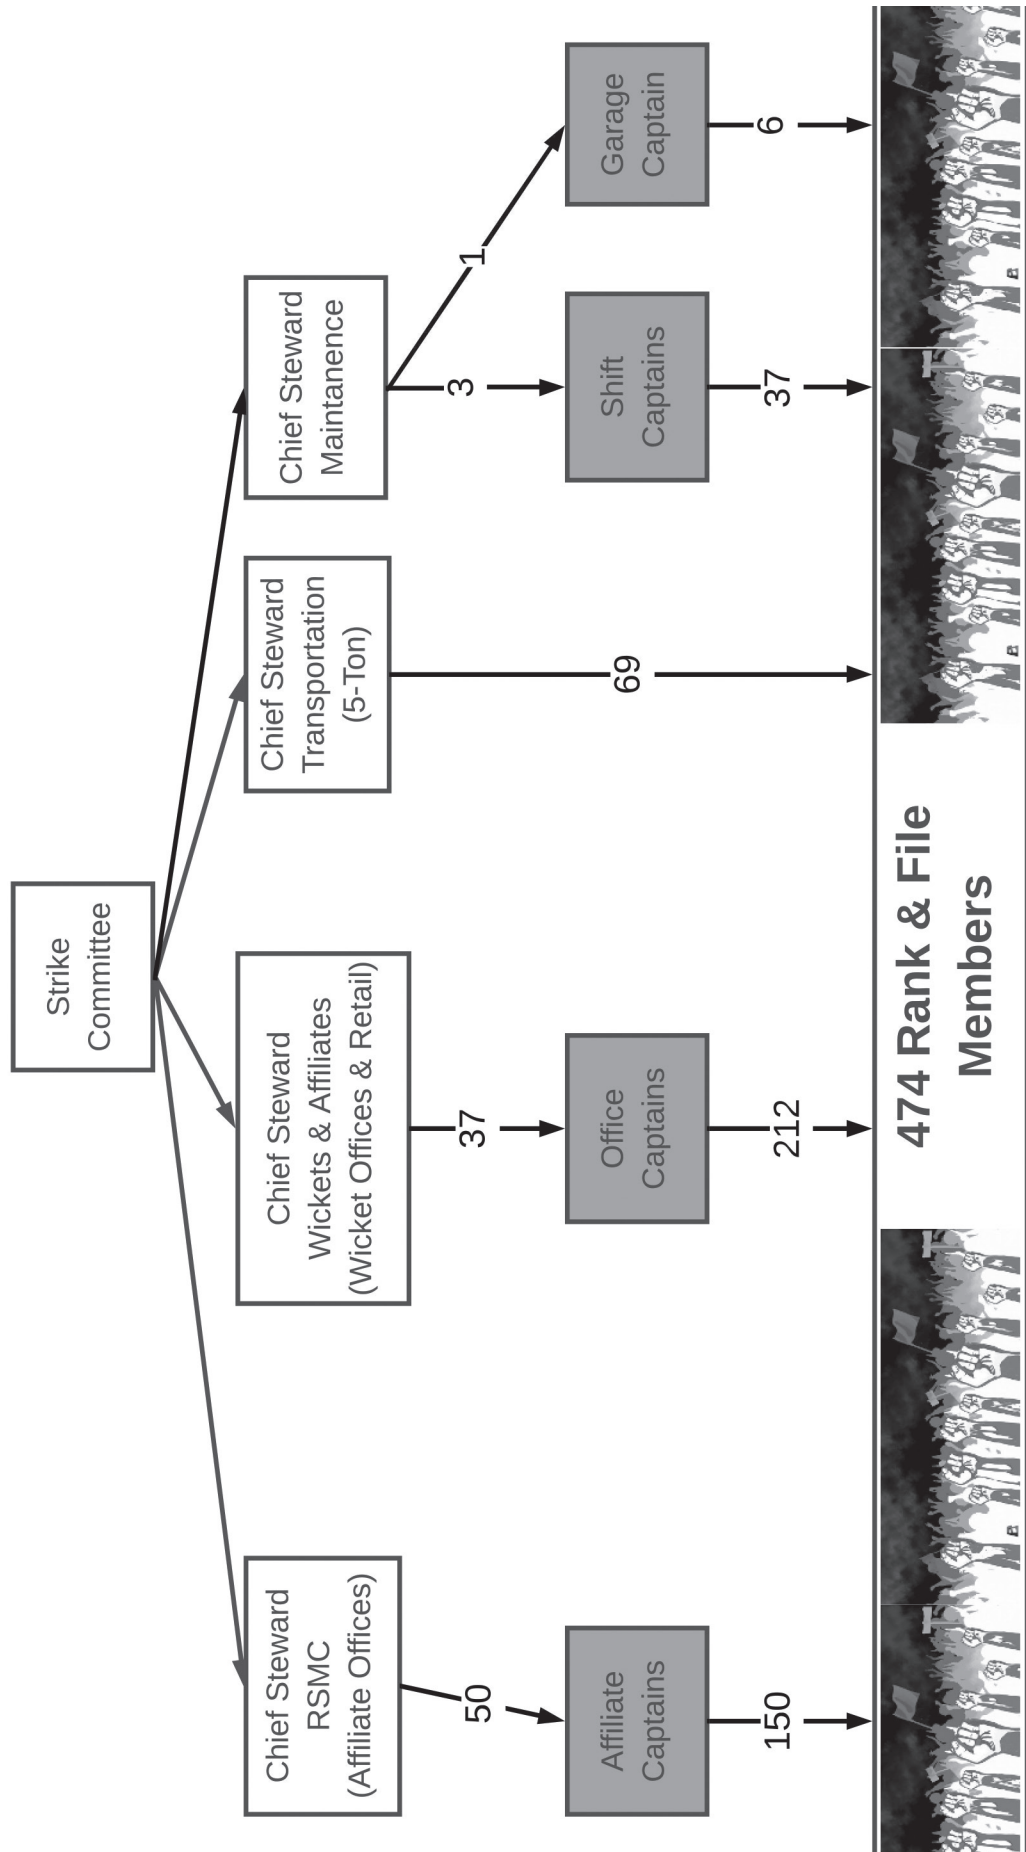 Strike
Committee
Chief Steward
RSMC
(Affiliate Offices)
Chief Steward
Wickets & Affiliates
(Wicket Offices & Retail)
Chief Steward
Transportation
(5-Ton)
Chief Steward
Maintanence
50
37
69
3
1
Affiliate
Captains
Office
Captains
Shift
Captains
Garage
Captain
150
212
37
6
474 Rank & File
Members